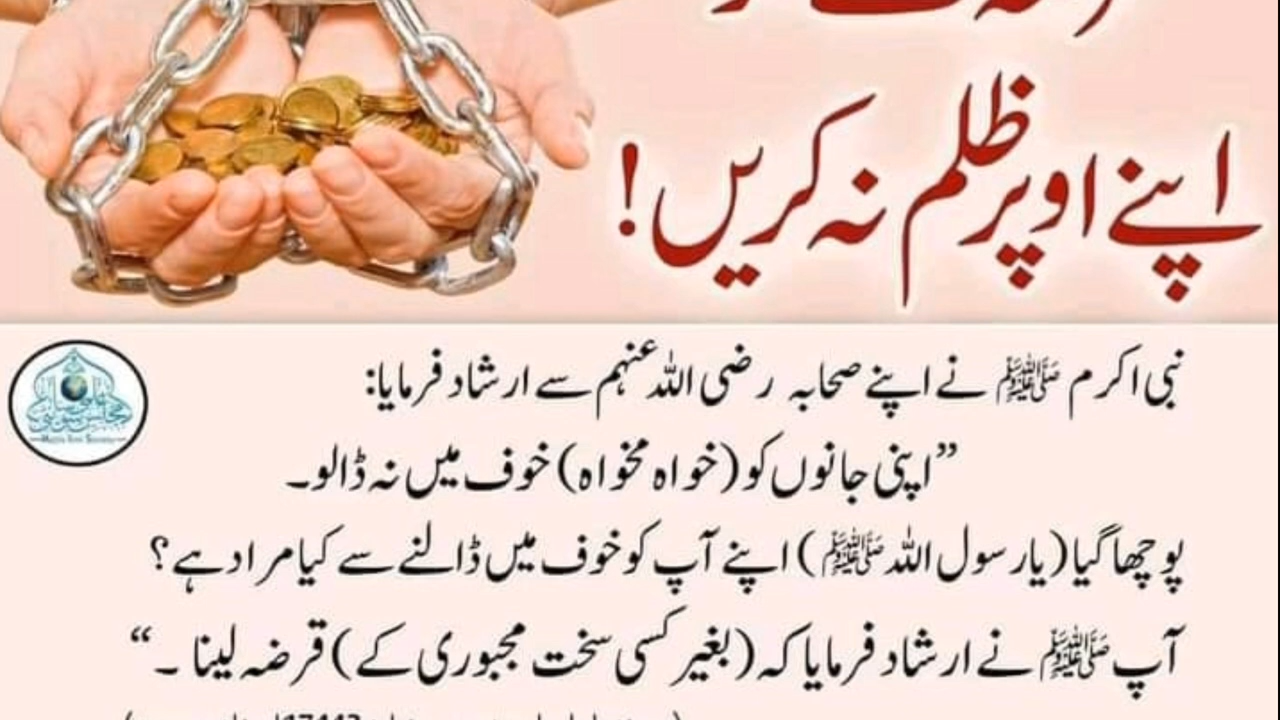 اپنے اوپر ظلم نہ کریں!
نبی اکرم ﷺ نے اپنے صحابہ رضی اللہ عنہم سے ارشاد فرمایا:
”اپنی جانوں کو (خواہ مخواہ) خوف میں نہ ڈالو۔
پوچھا گیا (یارسول اللہ ﷺ) اپنے آپ کو خوف میں ڈالنے سے کیا مراد ہے؟
آپ ﷺ نے ارشاد فرمایا کہ (بغیر کسی سخت مجبوری کے) قرضہ لینا۔“